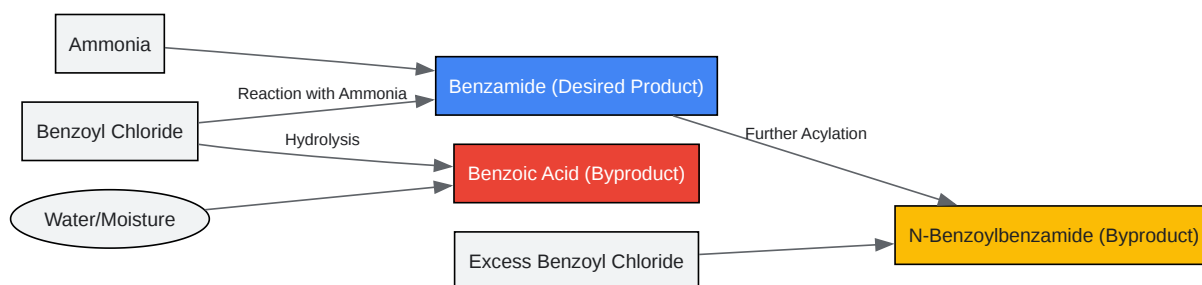 Ammonia
Benzamide (Desired Product)
Reaction with Ammonia
Benzoyl Chloride
Further Acylation
Hydrolysis
Benzoic Acid (Byproduct)
Water/Moisture
N-Benzoylbenzamide (Byproduct)
Excess Benzoyl Chloride